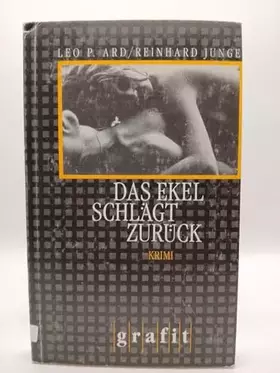 LEO P. ARD/REINHARD JUNGE
DAS EKEL
SCHLÄGT
ZURÜCK
KRIMI
grafit